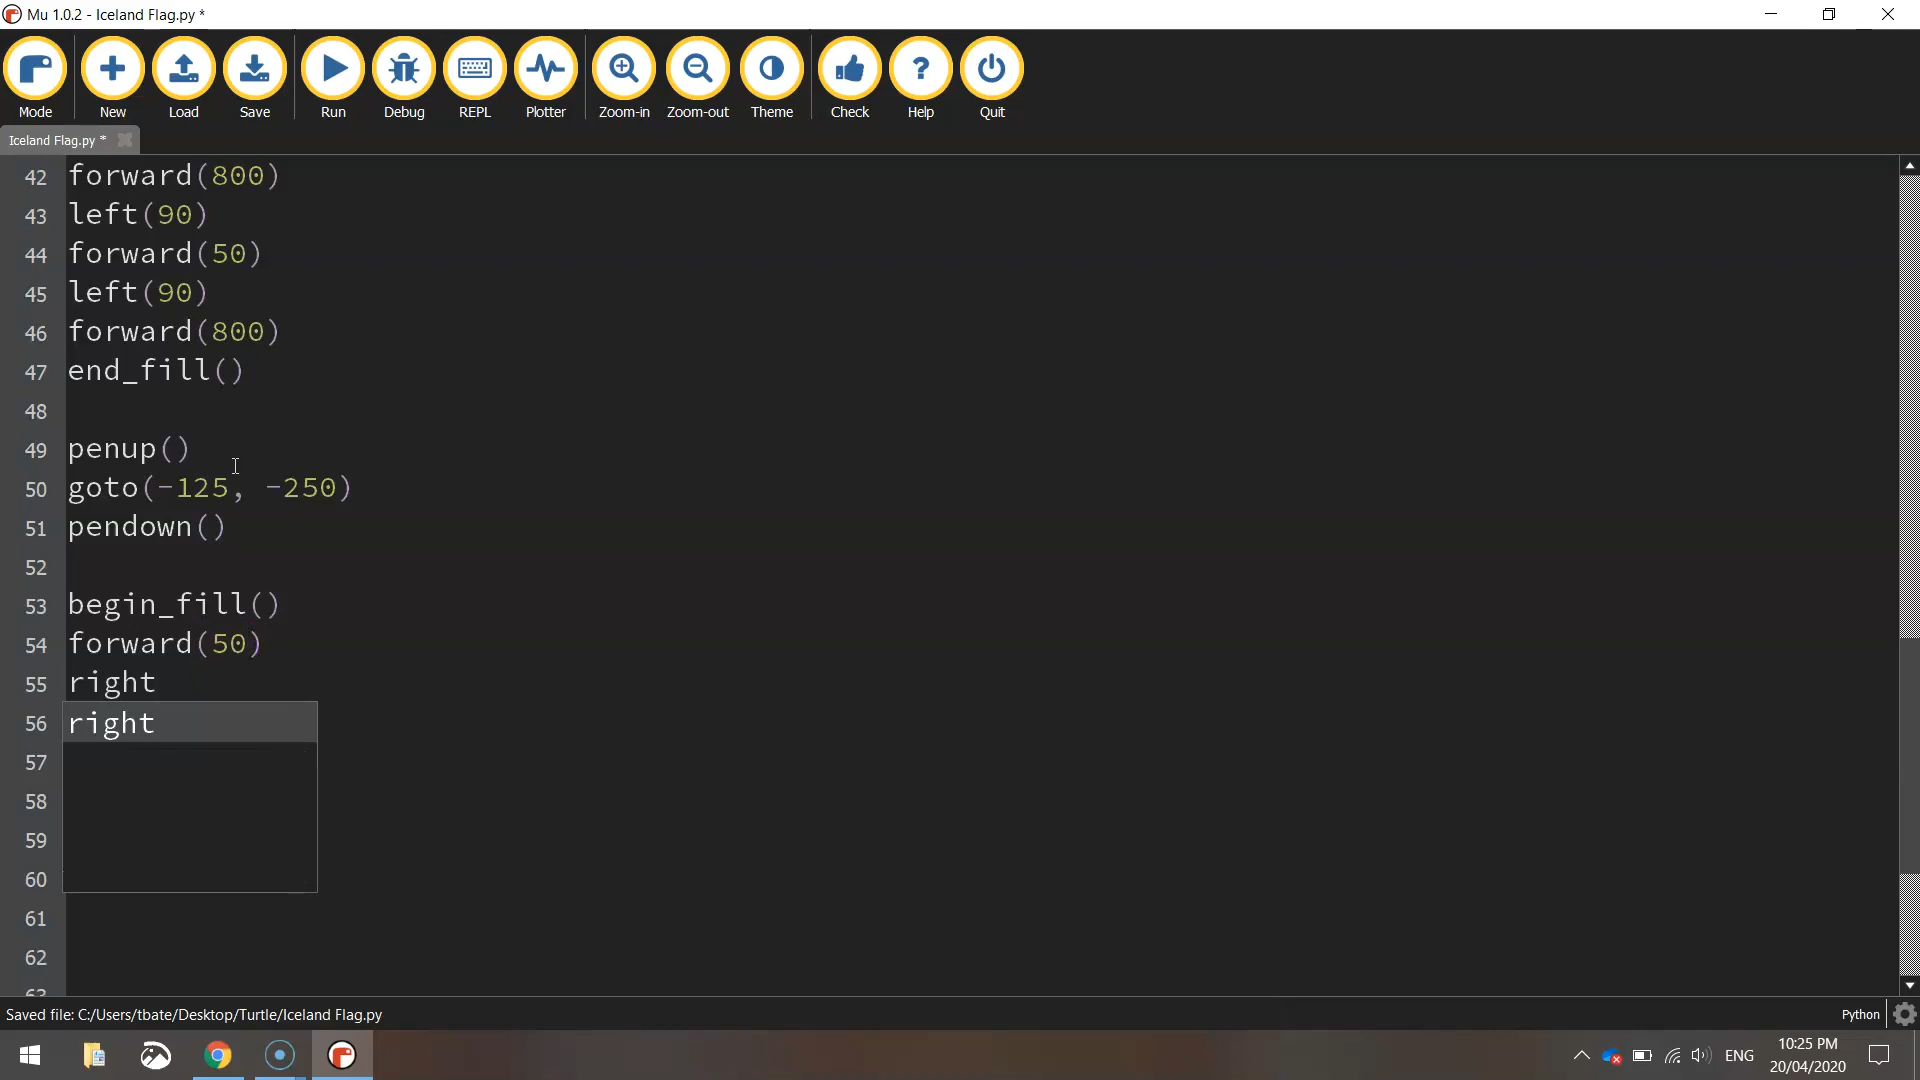 Mu 1.0.2 - Iceland Flag.py *
Mode New Load Save Run Debug REPL Plotter Zoom-in Zoom-out Theme Check Help Quit
Iceland Flag.py *
42 forward(800)
43 left(90)
44 forward(50)
45 left(90)
46 forward(800)
47 end_fill()
48
49 penup()
50 goto(-125, -250)
51 pendown()
52
53 begin_fill()
54 forward(50)
55 right
56 right
57
58
59
60
61
62
63
Saved file: C:/Users/tbate/Desktop/Turtle/Iceland Flag.py
Python
ENG
10:25 PM
20/04/2020